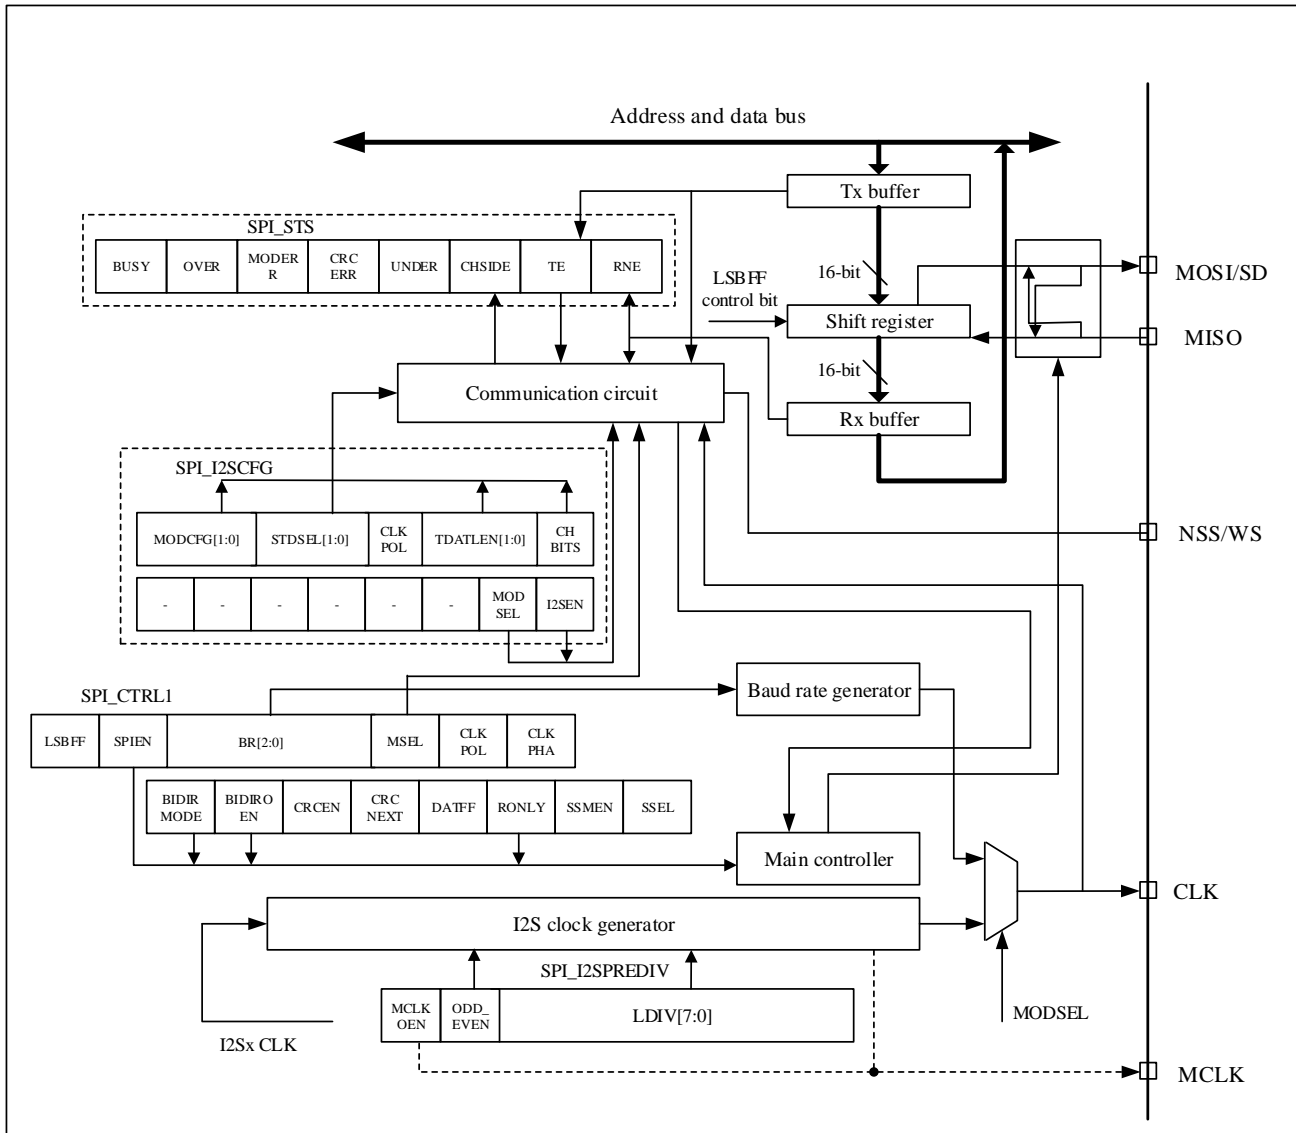 Address and data bus
Tx buffer
SPI_STS
BUSY
OVER
MODER
R
CRC
ERR
UNDER
CHSIDE
TE
RNE
16-bit
LSBFF
control bit
Shift register
MOSI/SD
MISO
16-bit
Communication circuit
Rx buffer
SPI_I2SCFG
MODCFG[1:0]
STDSEL[1:0]
CLK
POL
TDATLEN[1:0]
CH
BITS
NSS/WS
-
-
-
-
-
-
MOD
SEL
I2SEN
SPI_CTRL1
Baud rate generator
LSBFF
SPIEN
BR[2:0]
MSEL
CLK
POL
CLK
PHA
BIDIR
MODE
BIDIRO
EN
CRCEN
CRC
NEXT
DATFF
RONLY
SSMEN
SSEL
Main controller
CLK
I2S clock generator
SPI_I2SPREDIV
MCLK
OEN
ODD_
EVEN
LDIV[7:0]
MODSEL
I2Sx CLK
MCLK